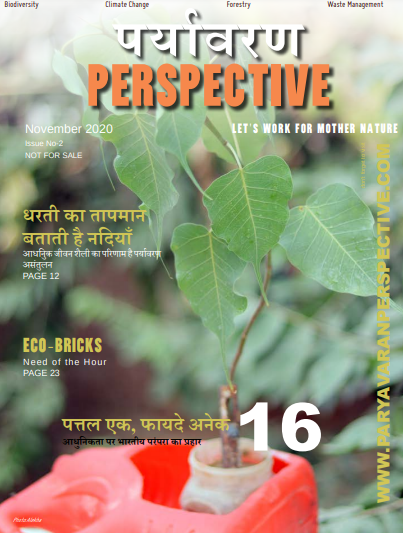 Biodiversity Climate Change Forestry Waste Management
पर्यावरण
PERSPECTIVE
LET'S WORK FOR MOTHER NATURE
November 2020
Issue No-2
NOT FOR SALE
धरती का तापमान
बताती है नदियाँ
आधुनिक जीवन शैली का परिणाम है पर्यावरण
असंतुलन
PAGE 12
ECO-BRICKS
Need of the Hour
PAGE 23
पत्तल एक, फायदे अनेक
आधुनिकता पर भारतीय परंपरा का प्रहार
16
WWW.PARYAVARANPERSPECTIVE.COM